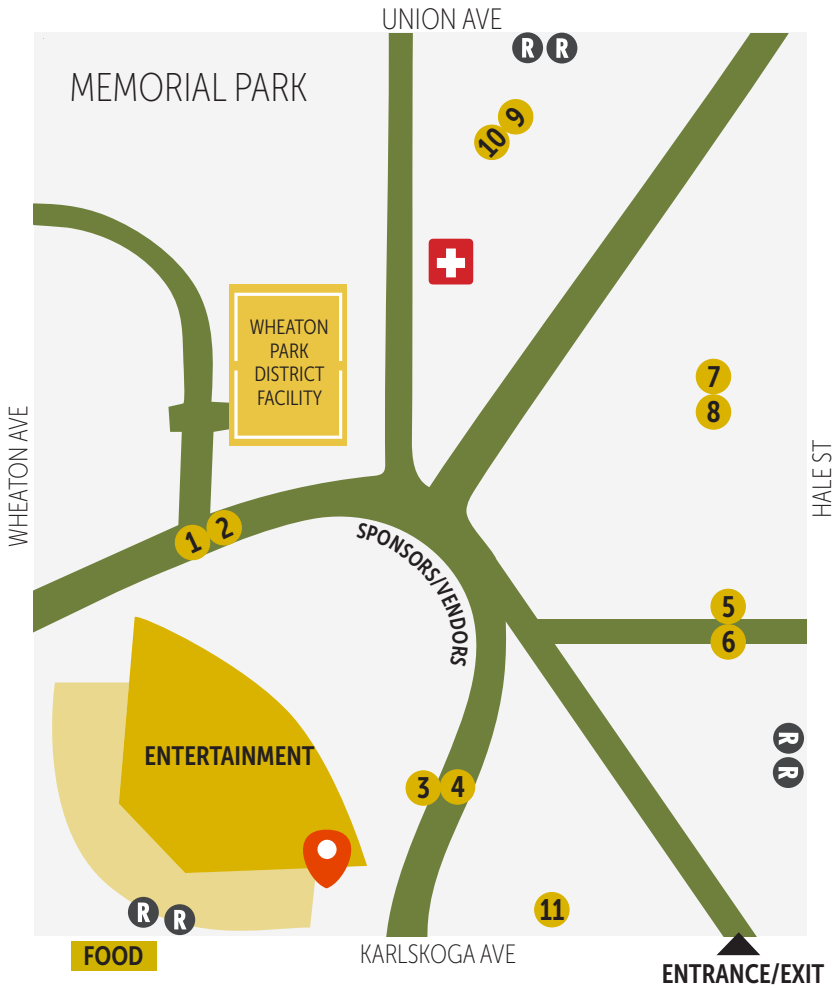 UNION AVE
R R
MEMORIAL PARK
9
10
WHEATON
PARK
DISTRICT
FACILITY
7
8
WHEATON AVE
HALE ST
1 2
SPONSORS/VENDORS
5
6
R
R
ENTERTAINMENT
3 4
11
R R
FOOD
KARLSKOGA AVE
ENTRANCE/EXIT